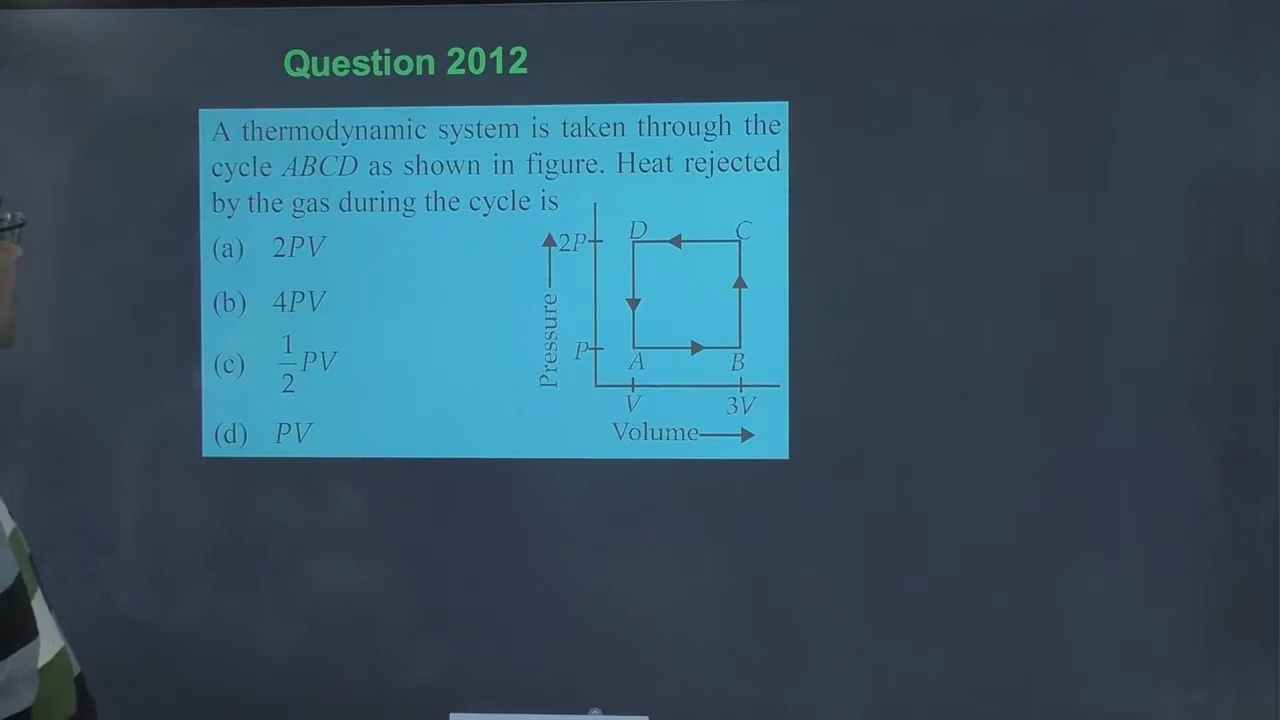 Question 2012
A thermodynamic system is taken through the
cycle ABCD as shown in figure. Heat rejected
by the gas during the cycle is
(a) 2PV
(b) 4PV
(c) 1/2 PV
(d) PV
Pressure
2P
P
D
C
A
B
V
3V
Volume